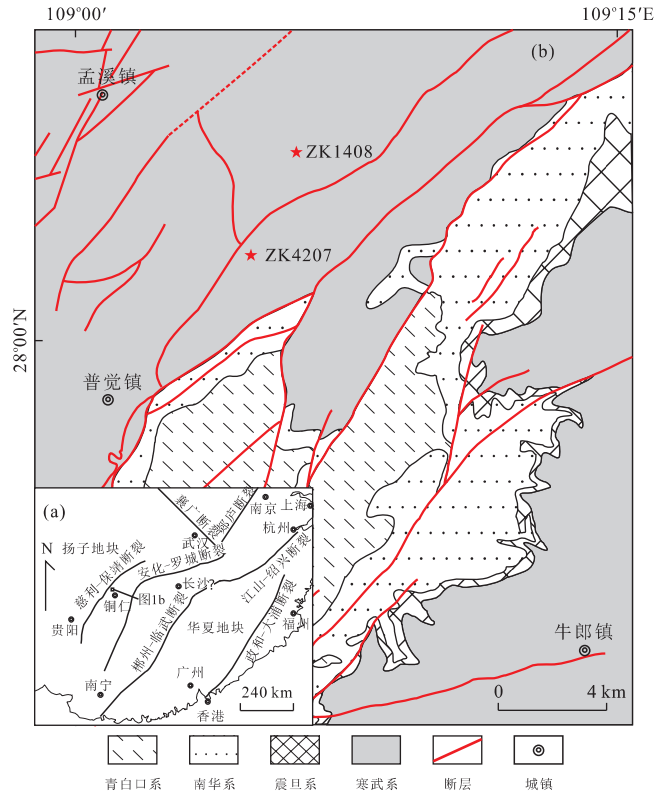 109°00′
109°15′E
(b)
孟溪镇
ZK1408
ZK4207
28°00′N
普觉镇
(a)
襄广断裂
郯庐断裂
南京
上海
武汉
杭州
扬子地块
安化-罗城断裂
江山-绍兴断裂
N
慈利-保靖断裂
长沙
?
图1b
铜仁
贵阳
郴州-临武断裂
华夏地块
政和-大浦断裂
福州
牛郎镇
广州
南宁
240 km
香港
0 4 km
青白口系 南华系 震旦系 寒武系 断层 城镇